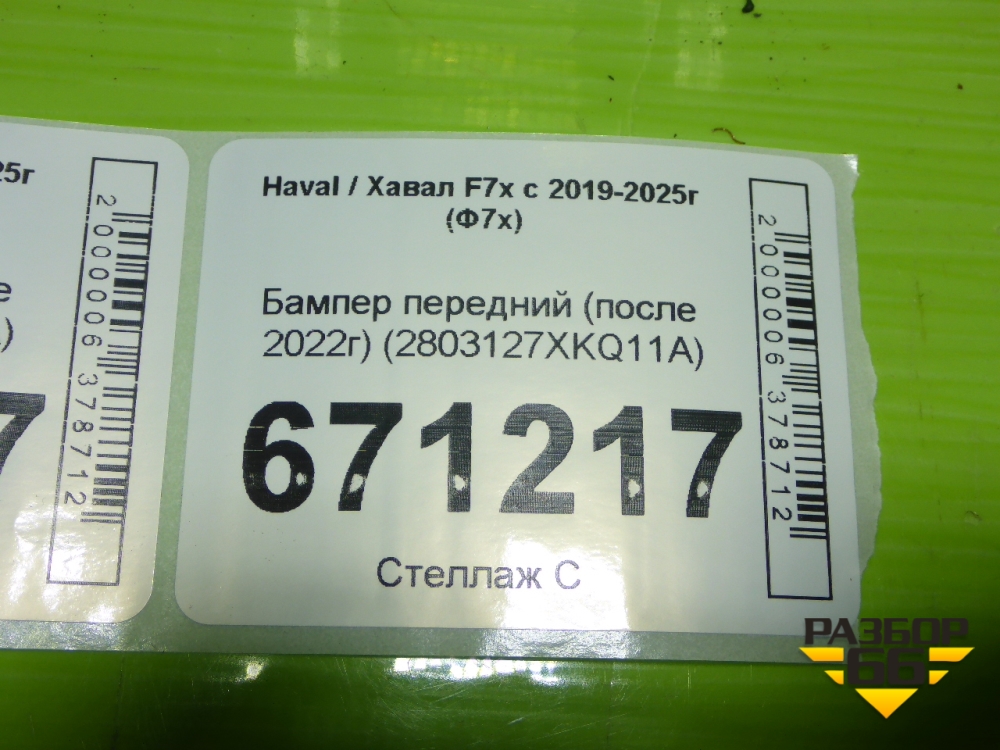 25г
е
)
7
2000006378712
Haval / Хавал F7x с 2019-2025г
(Ф7х)
Бампер передний (после
2022г) (2803127XKQ11A)
671217
Стеллаж С
2000006378712
РАЗБОР
66